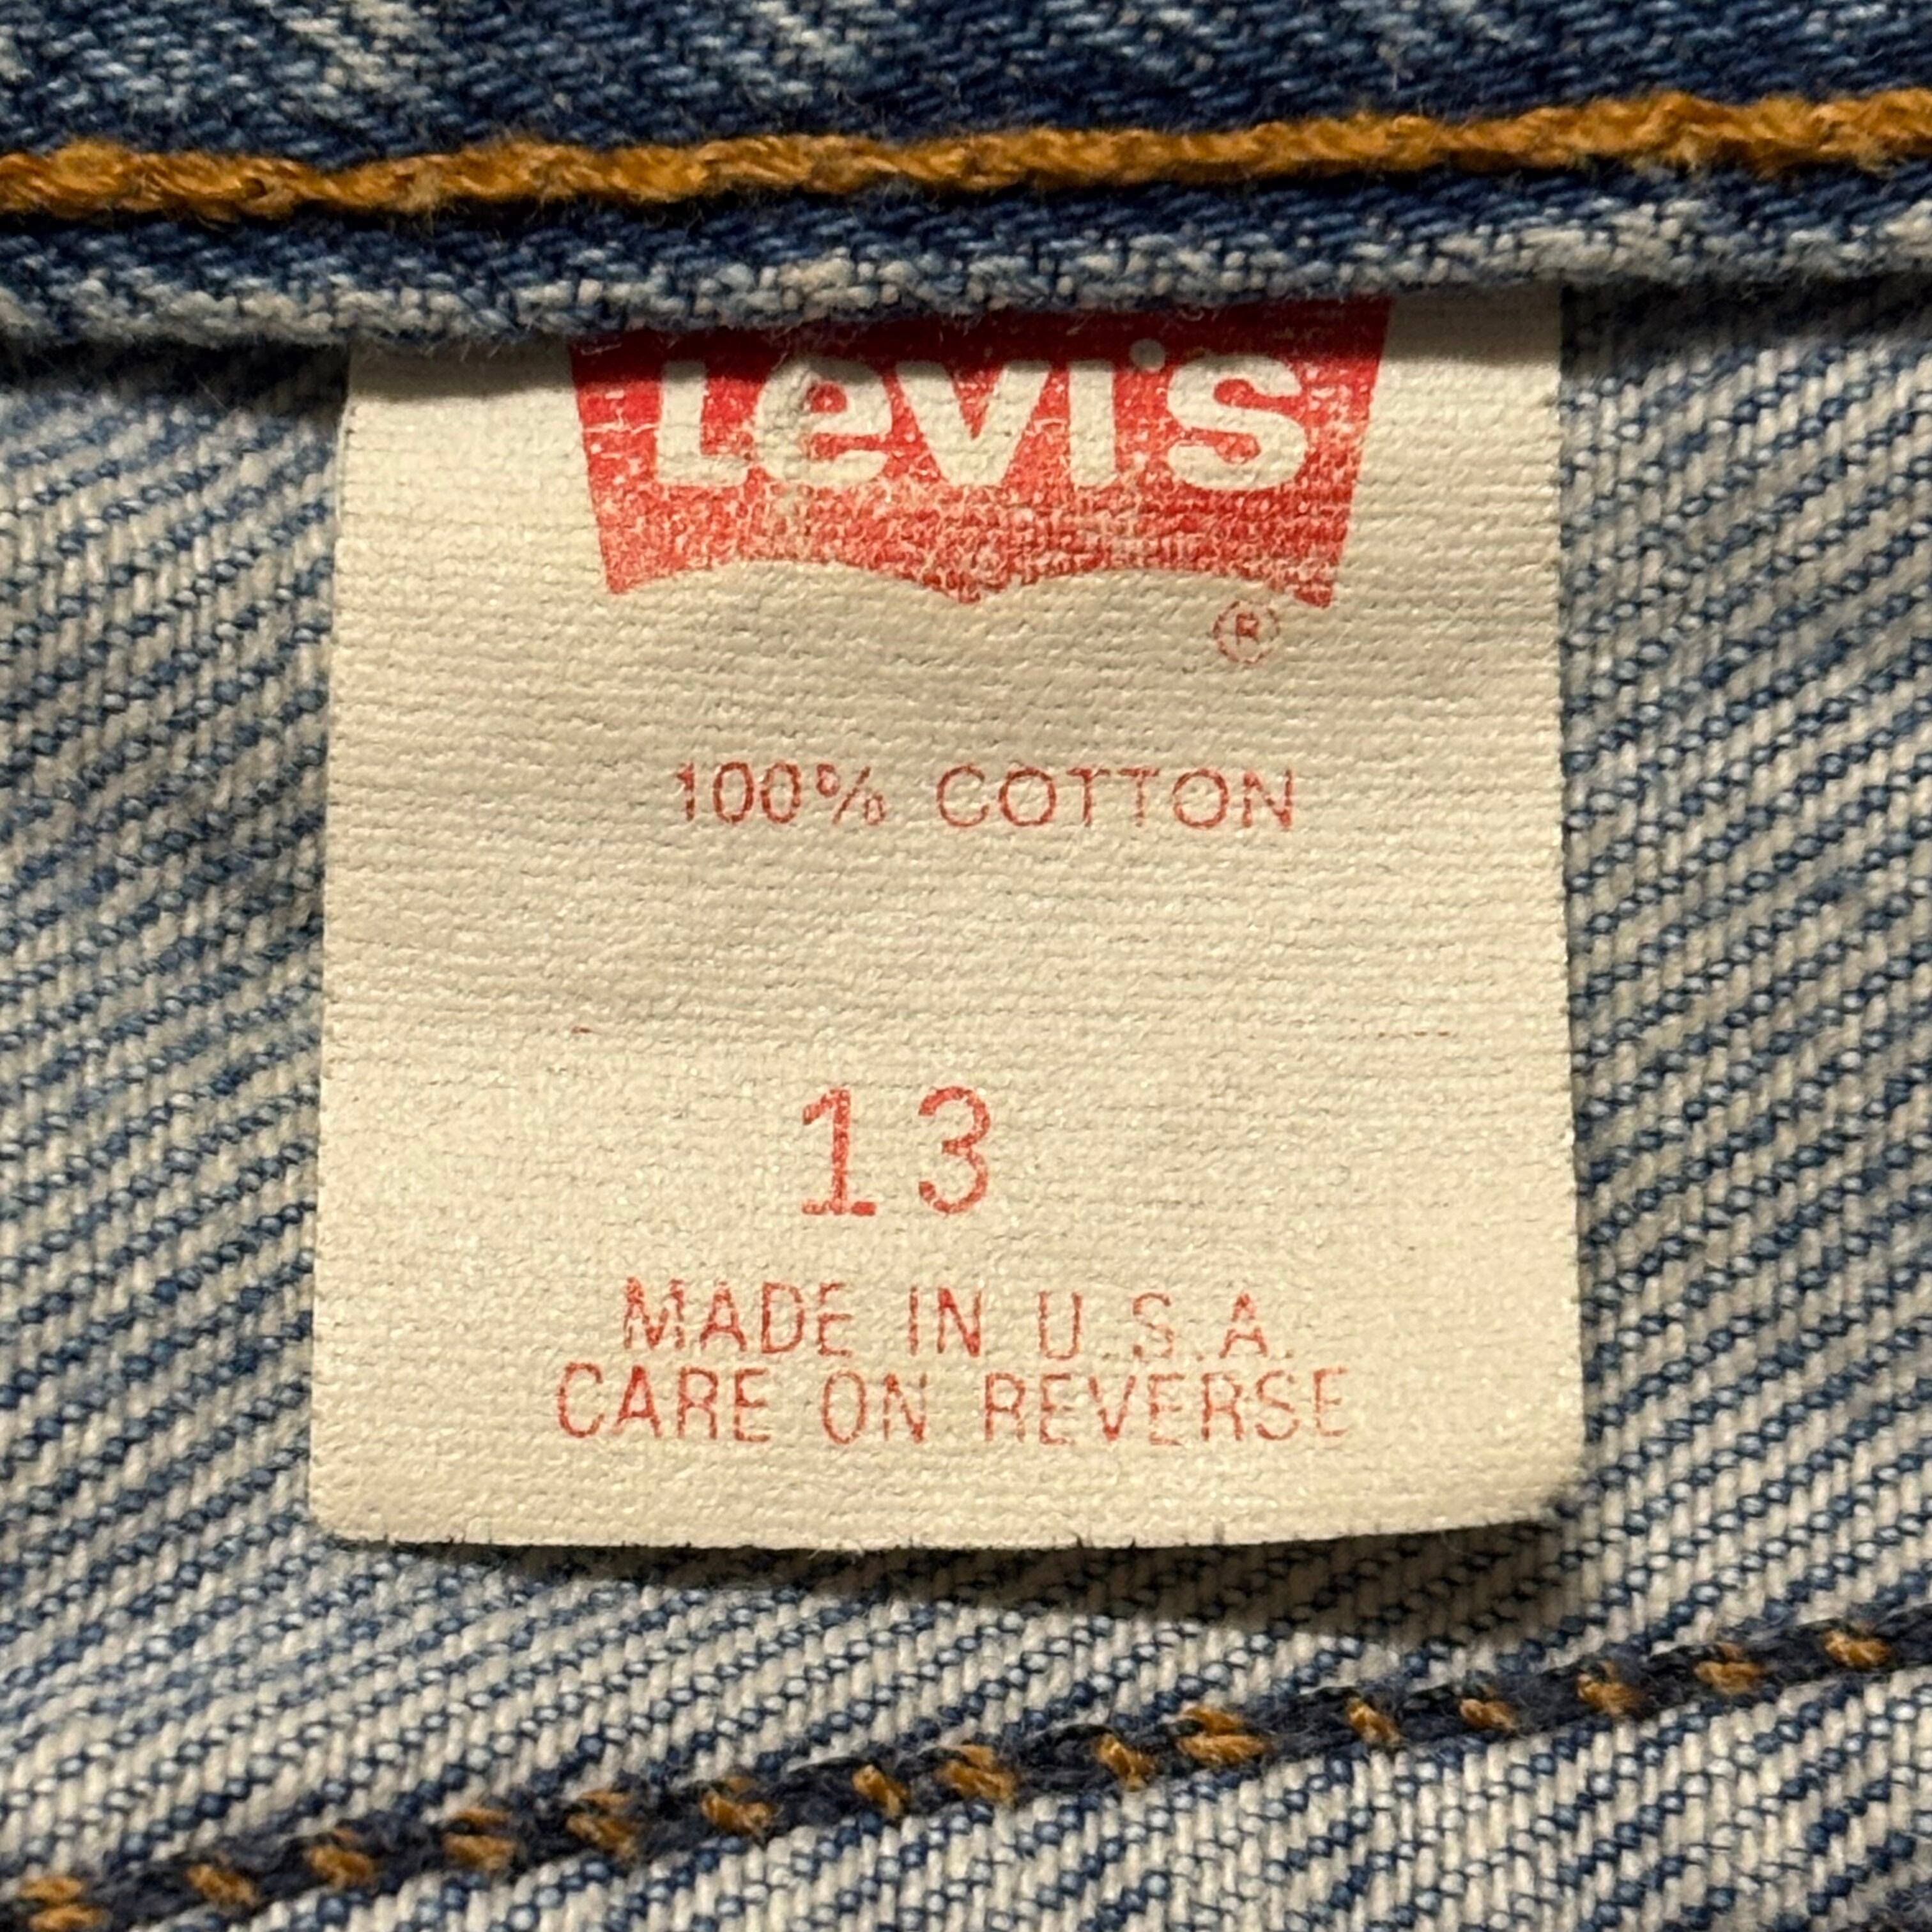 Levi's
®
100% COTTON
13
MADE IN U.S.A.
CARE ON REVERSE